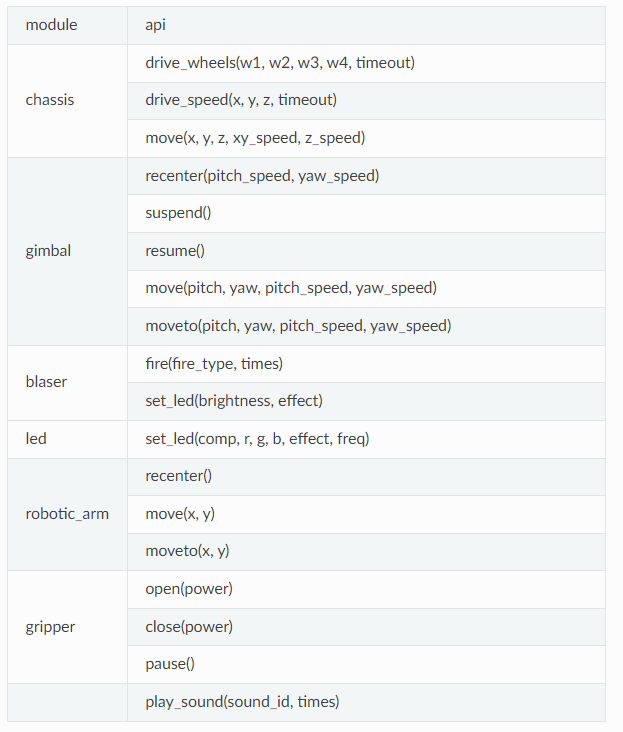 module api
chassis
drive_wheels(w1, w2, w3, w4, timeout)
drive_speed(x, y, z, timeout)
move(x, y, z, xy_speed, z_speed)
gimbal
recenter(pitch_speed, yaw_speed)
suspend()
resume()
move(pitch, yaw, pitch_speed, yaw_speed)
moveto(pitch, yaw, pitch_speed, yaw_speed)
blaser
fire(fire_type, times)
set_led(brightness, effect)
led
set_led(comp, r, g, b, effect, freq)
robotic_arm
recenter()
move(x, y)
moveto(x, y)
gripper
open(power)
close(power)
pause()
play_sound(sound_id, times)